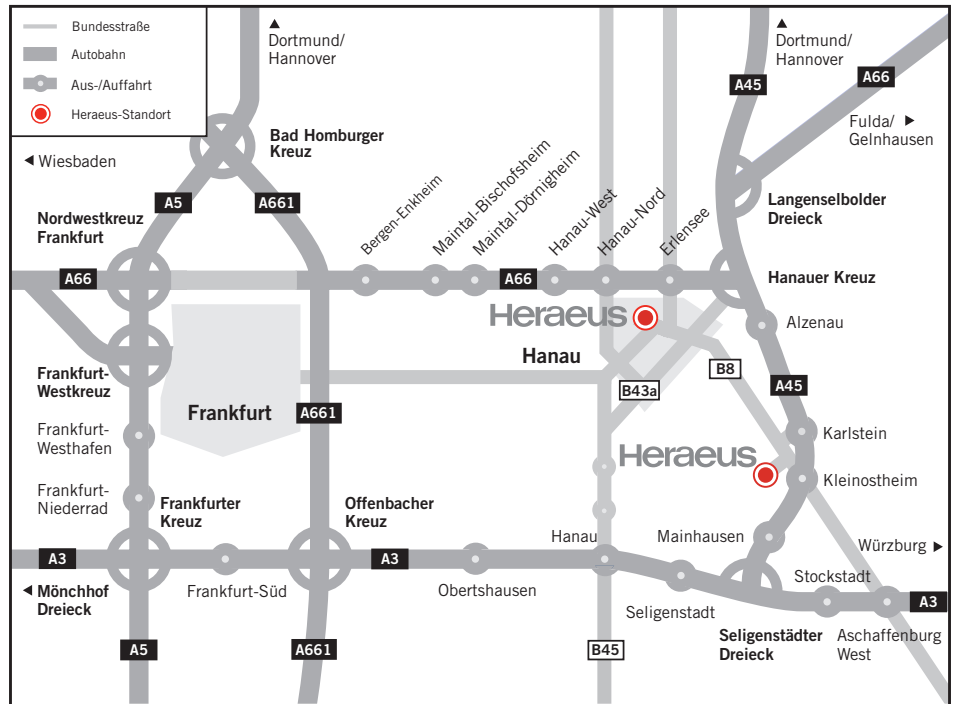 Bundesstraße
Autobahn
Aus-/Auffahrt
Heraeus-Standort
▲
Dortmund/
Hannover
▲
Dortmund/
Hannover
A45
A66
Fulda/ ▶
Gelnhausen
◀ Wiesbaden
Bad Homburger
Kreuz
A5
A661
Nordwestkreuz
Frankfurt
Bergen-Enkheim
Maintal-Bischofsheim
Maintal-Dörnigheim
Hanau-West
Hanau-Nord
Erlensee
Langenselbolder
Dreieck
A66
A66
Hanauer Kreuz
Heraeus
Alzenau
Hanau
Frankfurt-
Westkreuz
B8
B43a
A45
Frankfurt
A661
Frankfurt-
Westhafen
Karlstein
Heraeus
Kleinostheim
Frankfurt-
Niederrad
Frankfurter
Kreuz
Offenbacher
Kreuz
Hanau
Mainhausen
Würzburg ▶
A3
A3
◀ Mönchhof
Dreieck
Frankfurt-Süd
Obertshausen
Stockstadt
Seligenstadt
A3
Seligenstädter
Dreieck
Aschaffenburg
West
A5
A661
B45